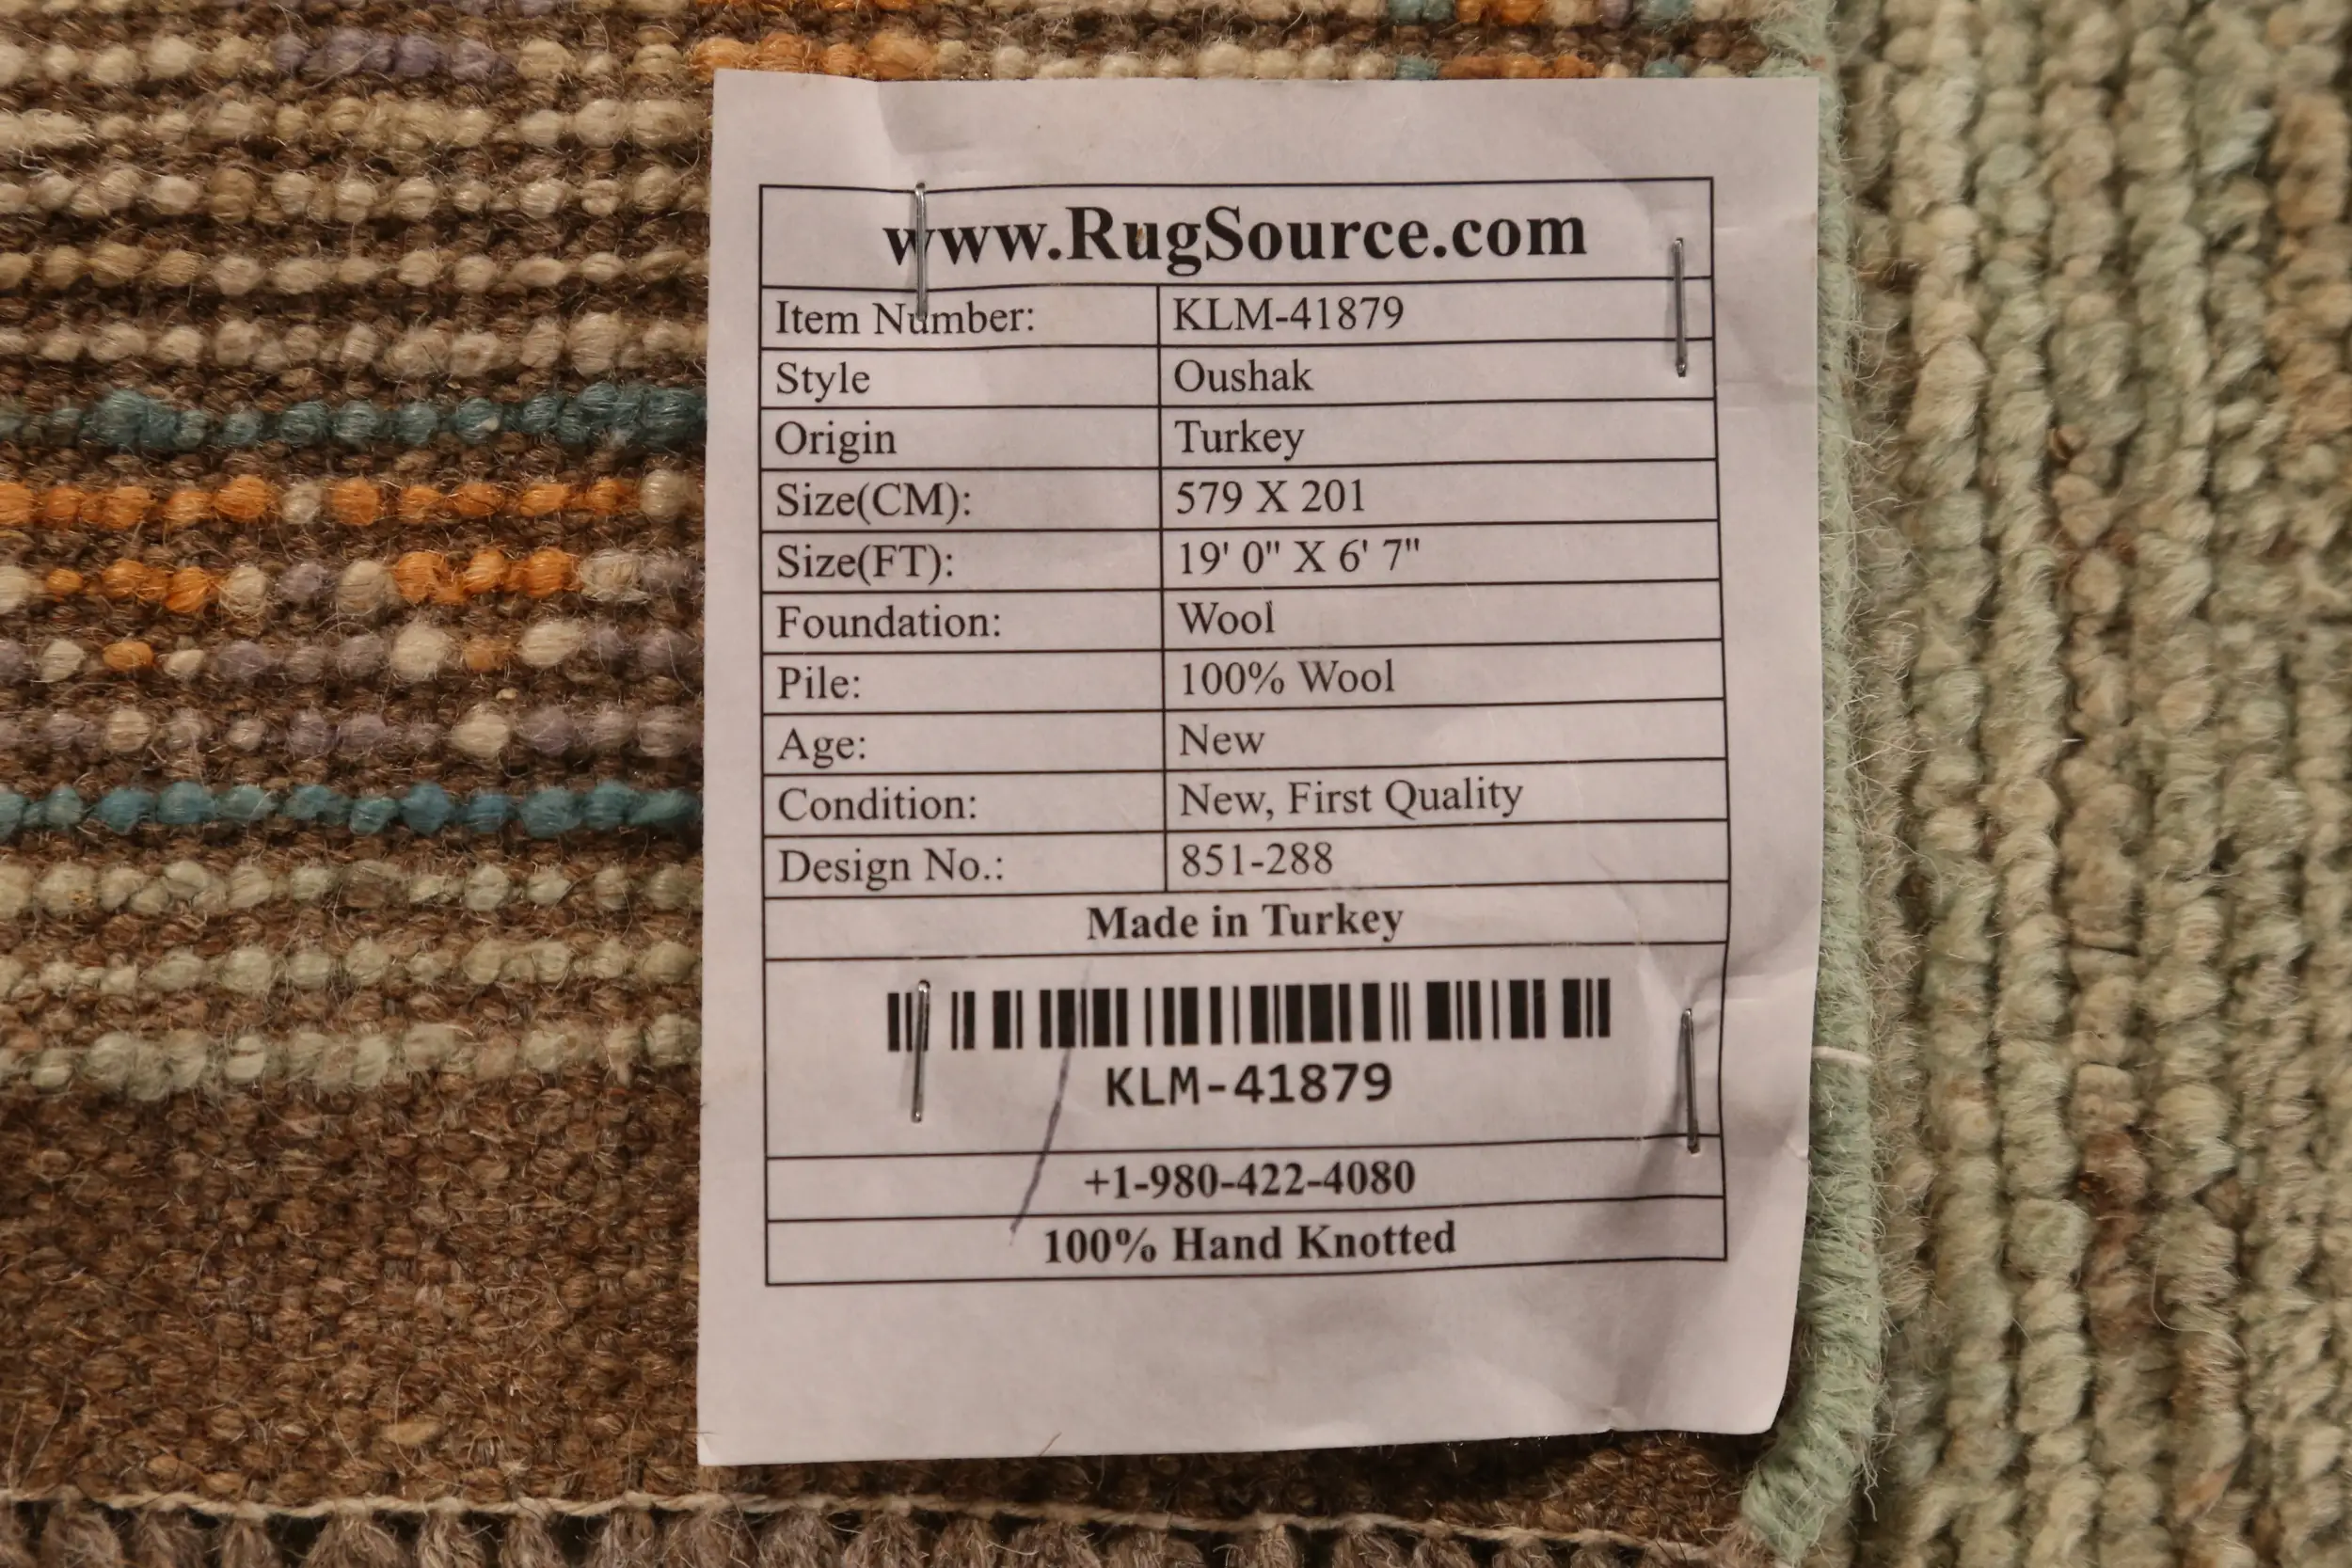 www.RugSource.com
Item Number: KLM-41879
Style Oushak
Origin Turkey
Size(CM): 579 X 201
Size(FT): 19' 0" X 6' 7"
Foundation: Wool
Pile: 100% Wool
Age: New
Condition: New, First Quality
Design No.: 851-288
Made in Turkey
KLM-41879
+1-980-422-4080
100% Hand Knotted